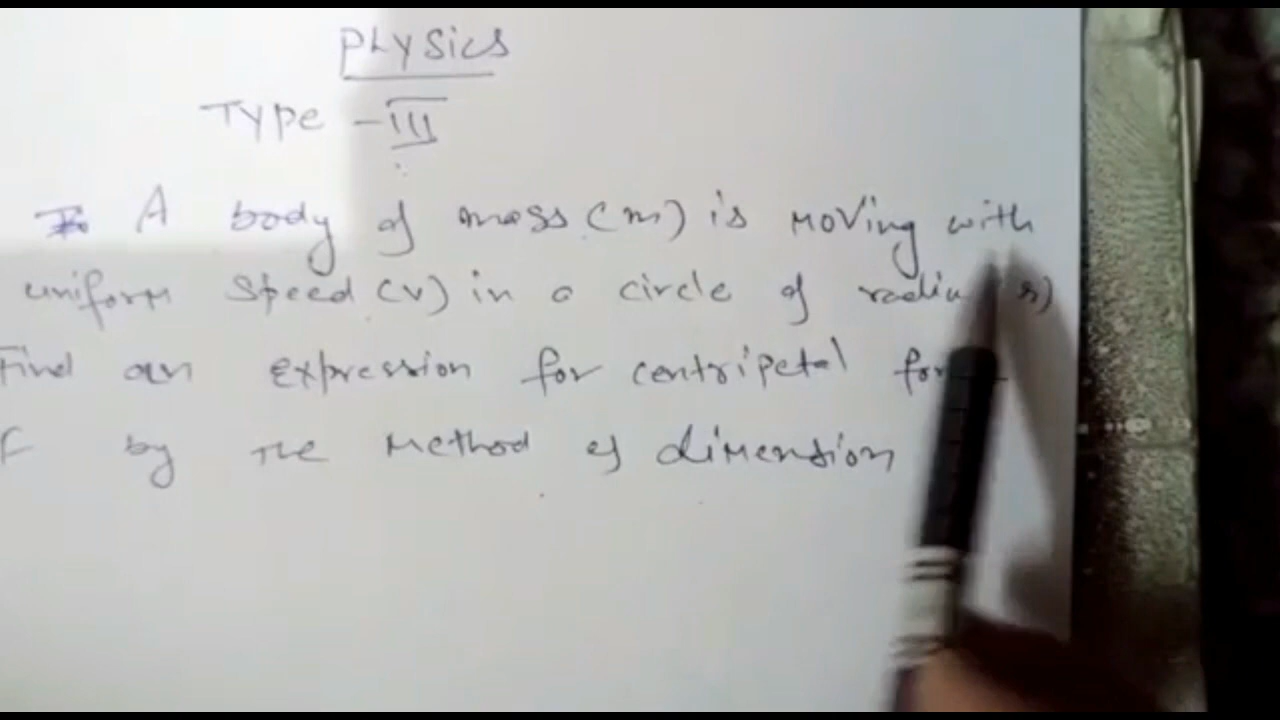 Physics
Type - III
A body of mass (m) is moving with
uniform speed (v) in a circle of
Find an expression for centripetal
F by the method of dimension